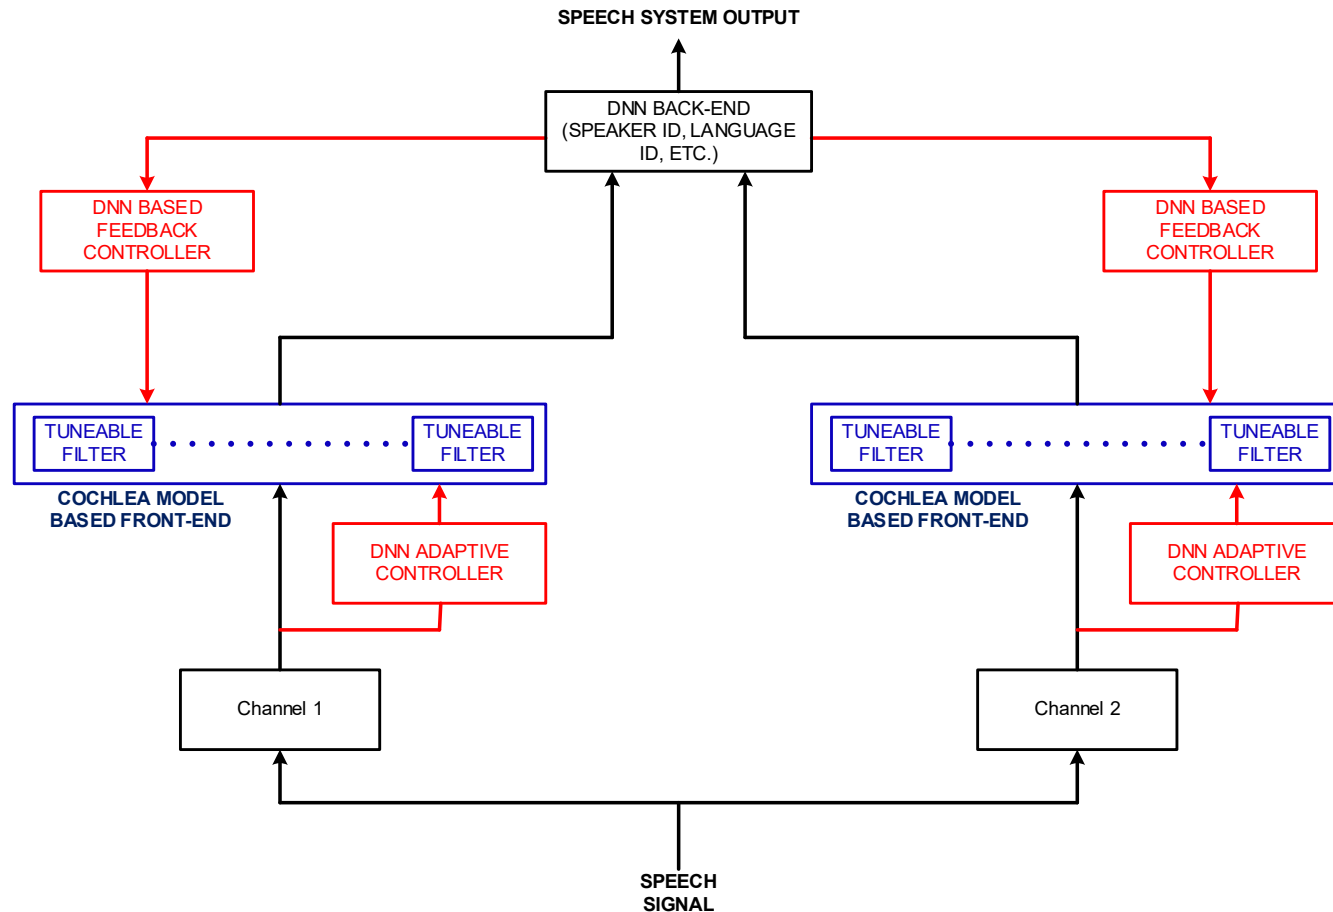 SPEECH SYSTEM OUTPUT
DNN BACK-END
(SPEAKER ID, LANGUAGE
ID, ETC.)
DNN BASED
FEEDBACK
CONTROLLER
DNN BASED
FEEDBACK
CONTROLLER
TUNEABLE
FILTER
TUNEABLE
FILTER
TUNEABLE
FILTER
TUNEABLE
FILTER
COCHLEA MODEL
BASED FRONT-END
COCHLEA MODEL
BASED FRONT-END
DNN ADAPTIVE
CONTROLLER
DNN ADAPTIVE
CONTROLLER
Channel 1
Channel 2
SPEECH
SIGNAL